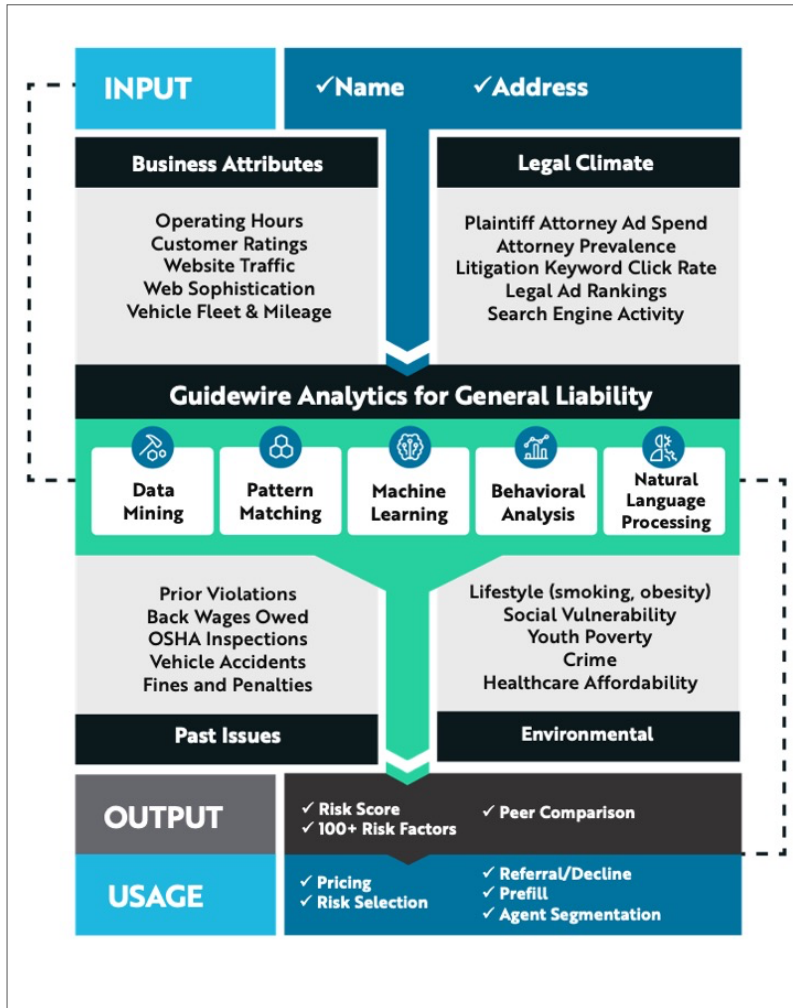 INPUT
✓Name
✓Address
Business Attributes
Operating Hours
Customer Ratings
Website Traffic
Web Sophistication
Vehicle Fleet & Mileage
Legal Climate
Plaintiff Attorney Ad Spend
Attorney Prevalence
Litigation Keyword Click Rate
Legal Ad Rankings
Search Engine Activity
Guidewire Analytics for General Liability
Data
Mining
Pattern
Matching
Machine
Learning
Behavioral
Analysis
Natural
Language
Processing
Prior Violations
Back Wages Owed
OSHA Inspections
Vehicle Accidents
Fines and Penalties
Past Issues
Lifestyle (smoking, obesity)
Social Vulnerability
Youth Poverty
Crime
Healthcare Affordability
Environmental
OUTPUT
✓ Risk Score
✓ 100+ Risk Factors
✓ Peer Comparison
USAGE
✓ Pricing
✓ Risk Selection
✓ Referral/Decline
✓ Prefill
✓ Agent Segmentation